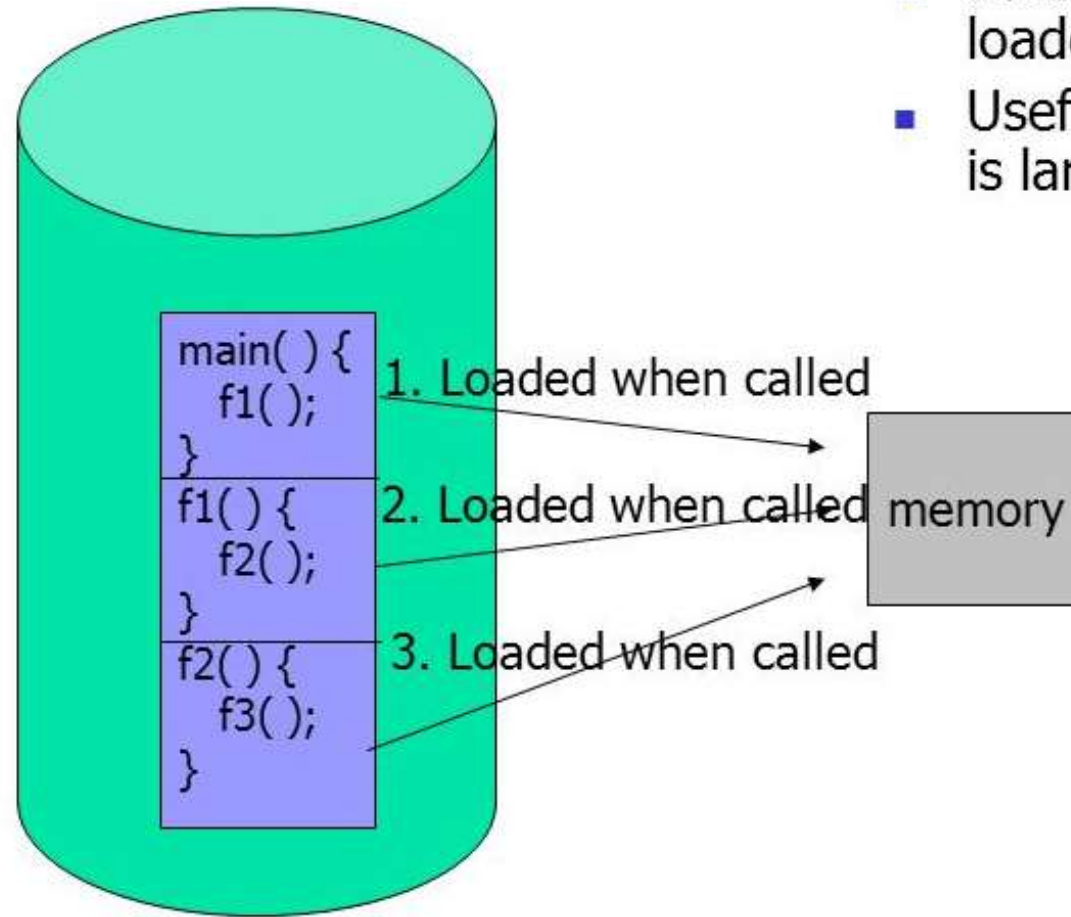 Usef
is lar
main( ) {
f1( );
}
1. Loaded when called
f1( ) {
f2( );
}
2. Loaded when called
memory
f2( ) {
f3( );
}
3. Loaded when called